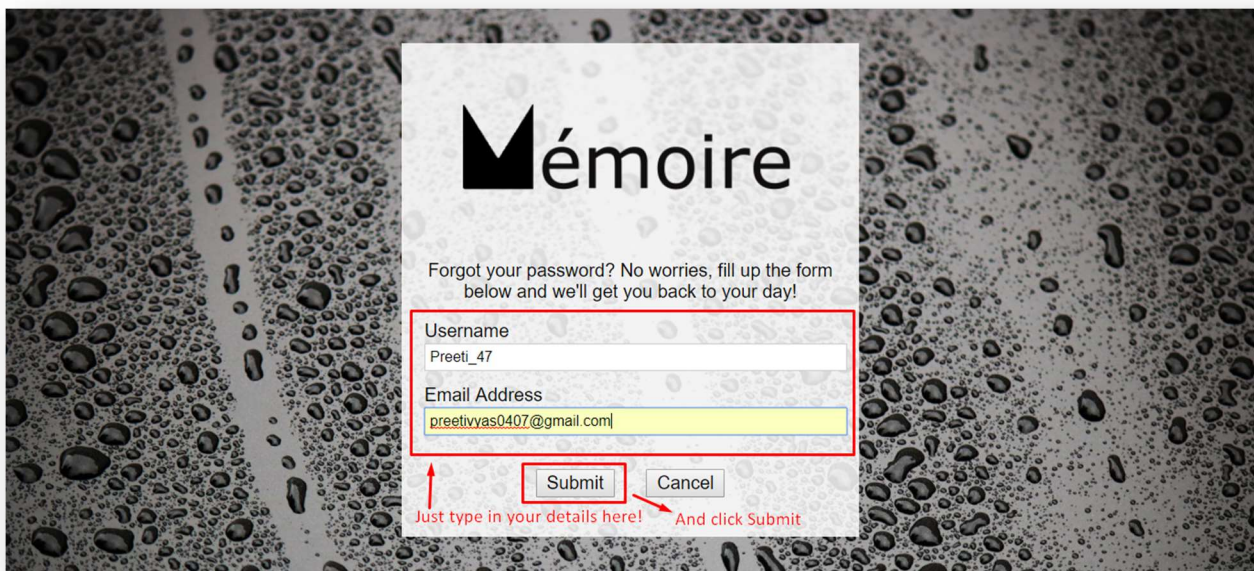 Mémoire
Forgot your password? No worries, fill up the form
below and we'll get you back to your day!
Username
Preeti_47
Email Address
preetivyas0407@gmail.com
Submit
Cancel
Just type in your details here!
And click Submit